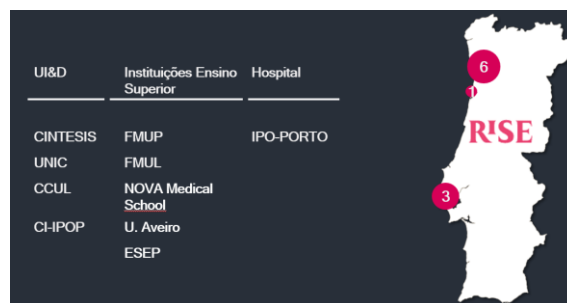 UI&D
Instituições Ensino Superior
Hospital
CINTESIS FMUP IPO-PORTO
UNIC FMUL
CCUL NOVA Medical School
CI-IPOP U. Aveiro
ESEP
6
1
RISE
3